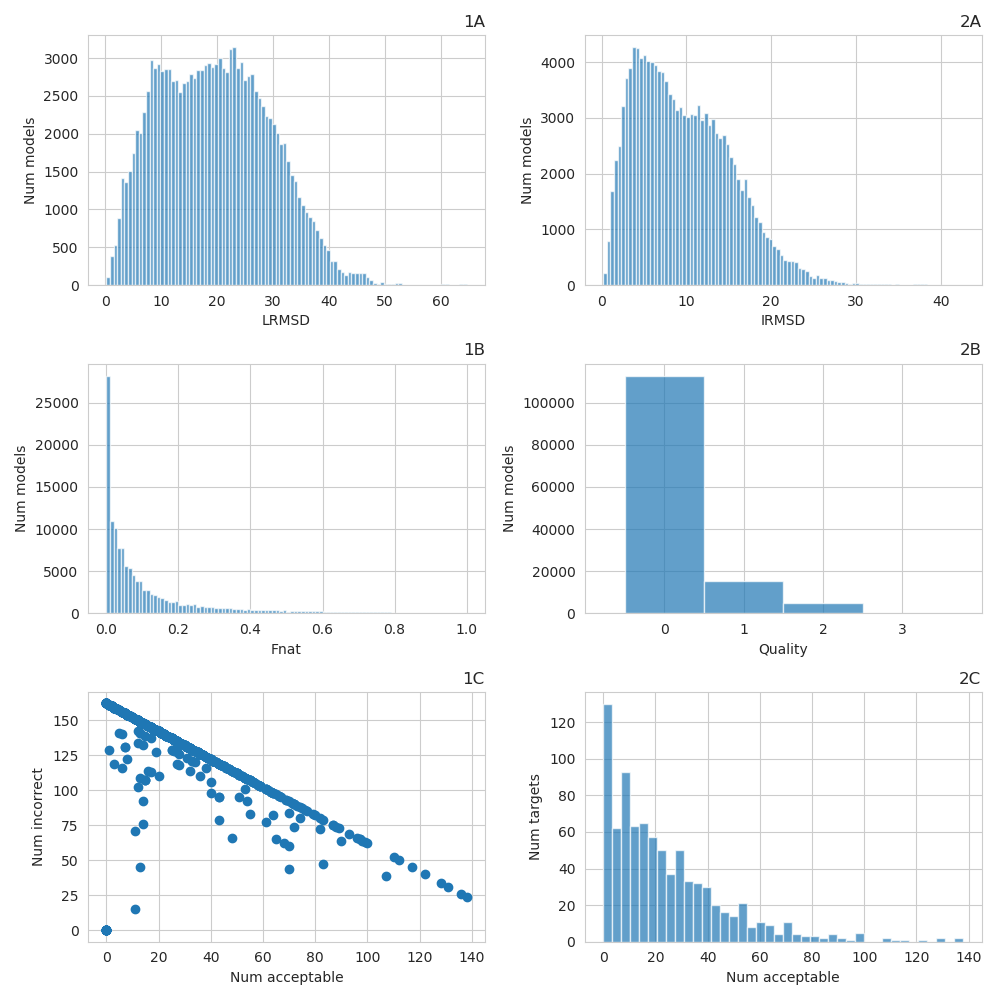 1A
3000
2500
2000
1500
1000
500
0
Num models
0 10 20 30 40 50 60
LRMSD
2A
4000
3000
2000
1000
0
Num models
0 10 20 30 40
IRMSD
1B
25000
20000
15000
10000
5000
0
Num models
0.0 0.2 0.4 0.6 0.8 1.0
Fnat
2B
100000
80000
60000
40000
20000
0
Num models
0 1 2 3
Quality
1C
150
125
100
75
50
25
0
Num incorrect
0 20 40 60 80 100 120 140
Num acceptable
2C
120
100
80
60
40
20
0
Num targets
0 20 40 60 80 100 120 140
Num acceptable